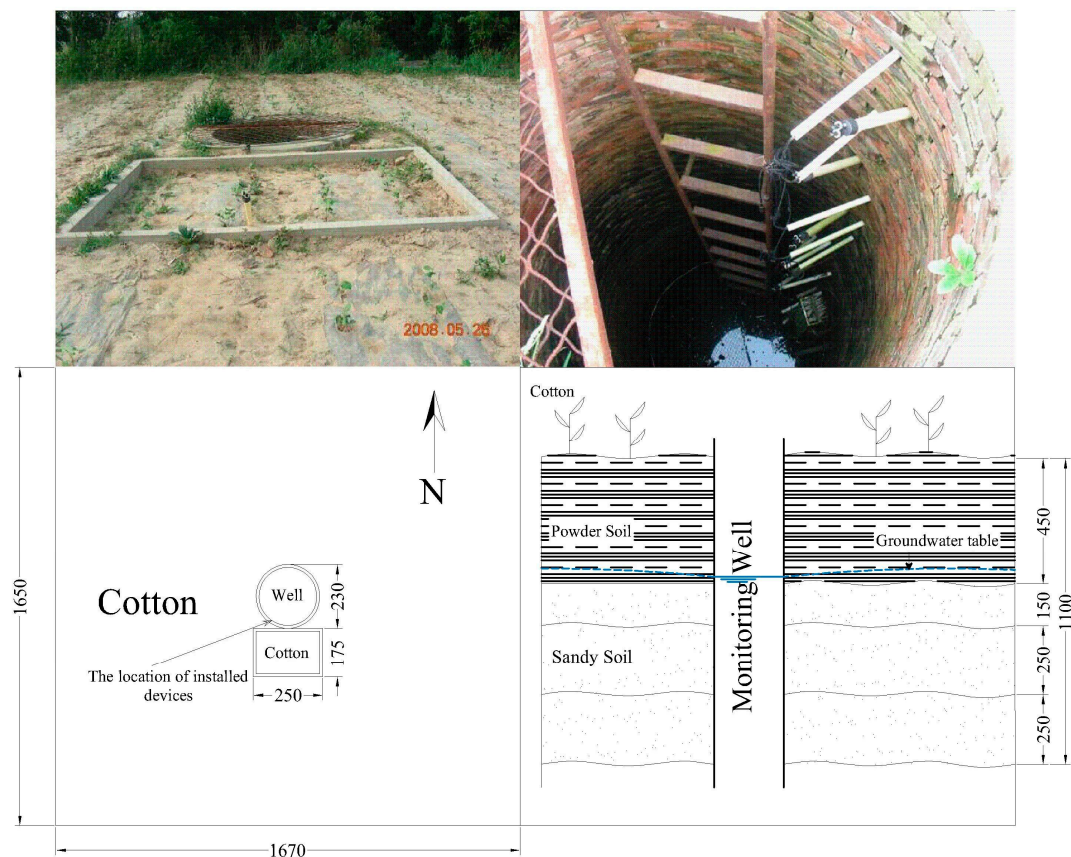 2008.05.26
N
1650
Cotton
Well
230
Cotton
175
The location of installed
devices
250
1670
Cotton
Powder Soil
Groundwater table
Monitoring Well
Sandy Soil
450
150
250
250
1100